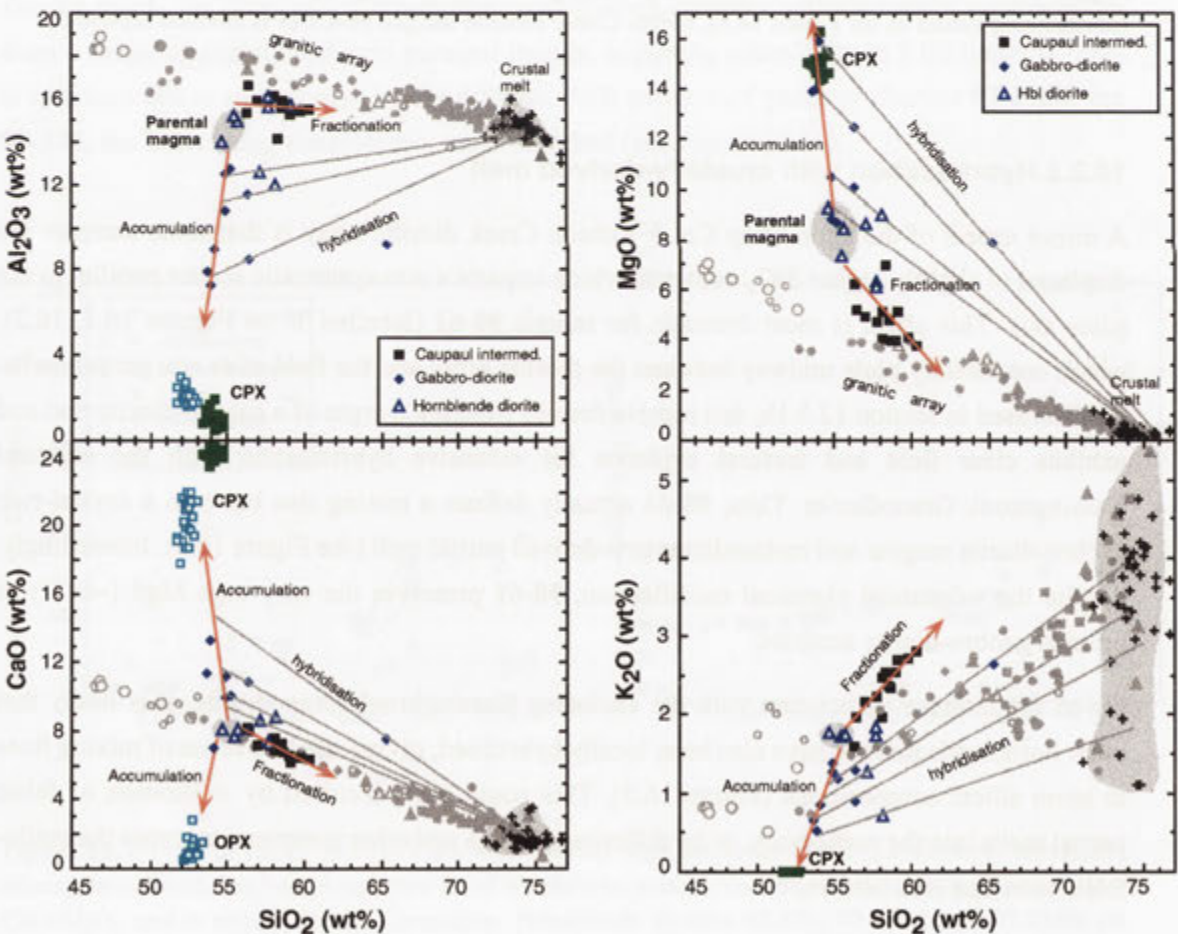 20
16
12
8
4
0
Al2O3 (wt%)
granitic
array
Crustal
melt
Parental
magma
Fractionation
Accumulation
hybridisation
CPX
Caupaul intermed.
Gabbro-diorite
Hornblende diorite
16
14
12
10
8
6
4
2
0
MgO (wt%)
CPX
Caupaul intermed.
Gabbro-diorite
Hbl diorite
Accumulation
hybridisation
Parental
magma
Fractionation
granitic array
Crustal
melt
24
20
16
12
8
4
0
CaO (wt%)
CPX
Accumulation
hybridisation
Accumulation
Fractionation
OPX
45
50
55
60
65
70
75
SiO2 (wt%)
5
4
3
2
1
0
K2O (wt%)
Fractionation
Accumulation
hybridisation
CPX
45
50
55
60
65
70
75
SiO2 (wt%)